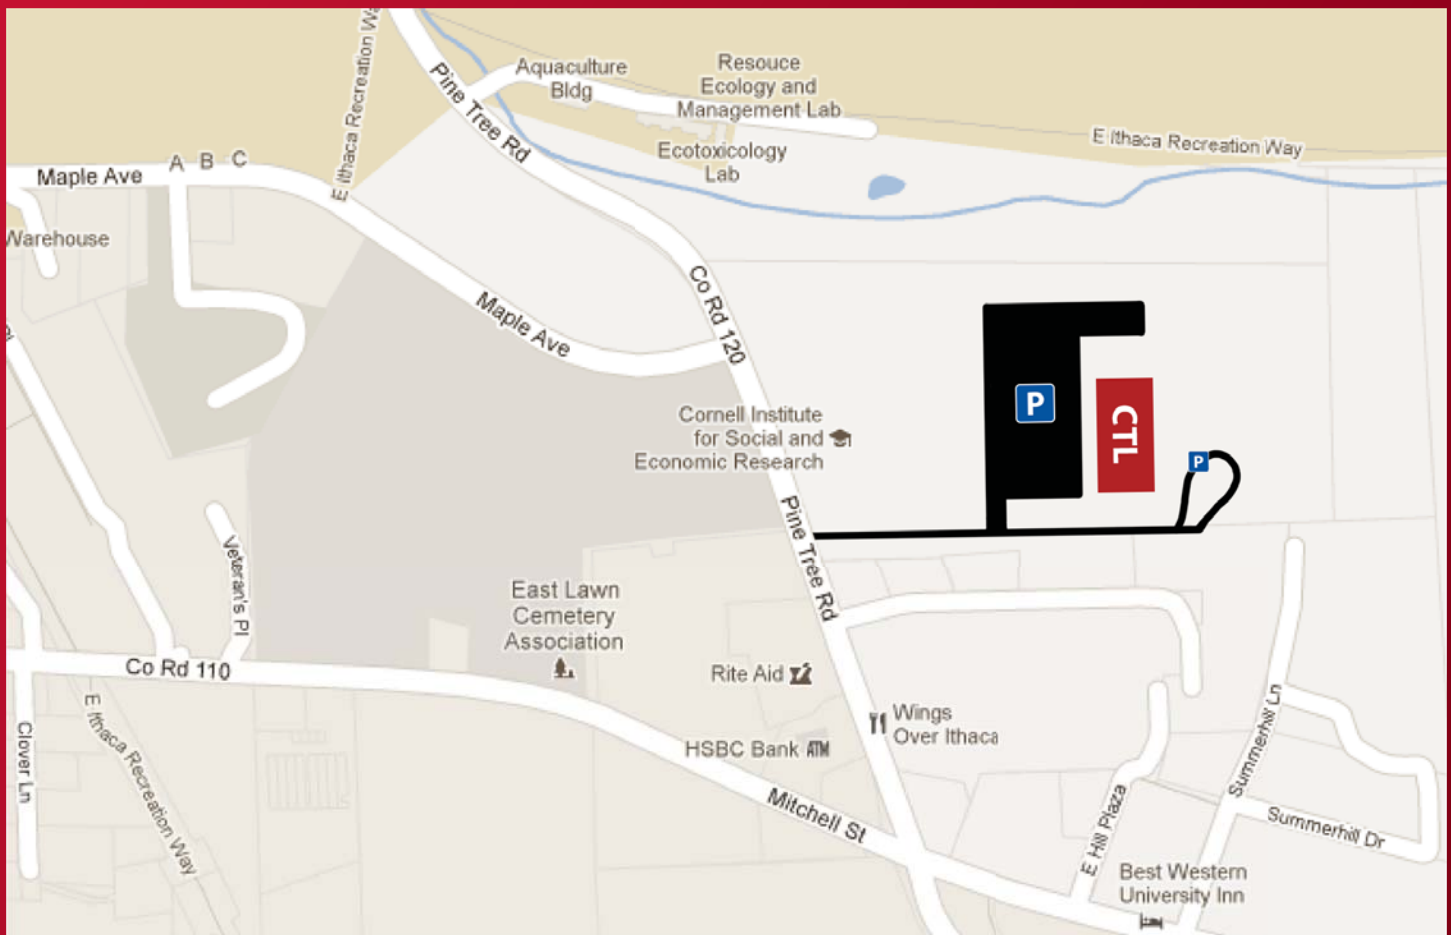 E Ithaca Recreation Wa
Pine Tree Rd
Aquaculture
Bldg
Resouce
Ecology and
Management Lab
Ecotoxicology
Lab
E Ithaca Recreation Way
Maple Ave
A B C
Warehouse
Maple Ave
Co Rd 120
P
CTL
P
Cornell Institute
for Social and
Economic Research
Pine Tree Rd
Veteran's Pl
East Lawn
Cemetery
Association
Co Rd 110
Rite Aid
Wings
Over Ithaca
HSBC Bank ATM
Clover Ln
E Ithaca Recreation Way
Mitchell St
E Hill Plaza
Summerhill Ln
Summerhill Dr
Best Western
University Inn